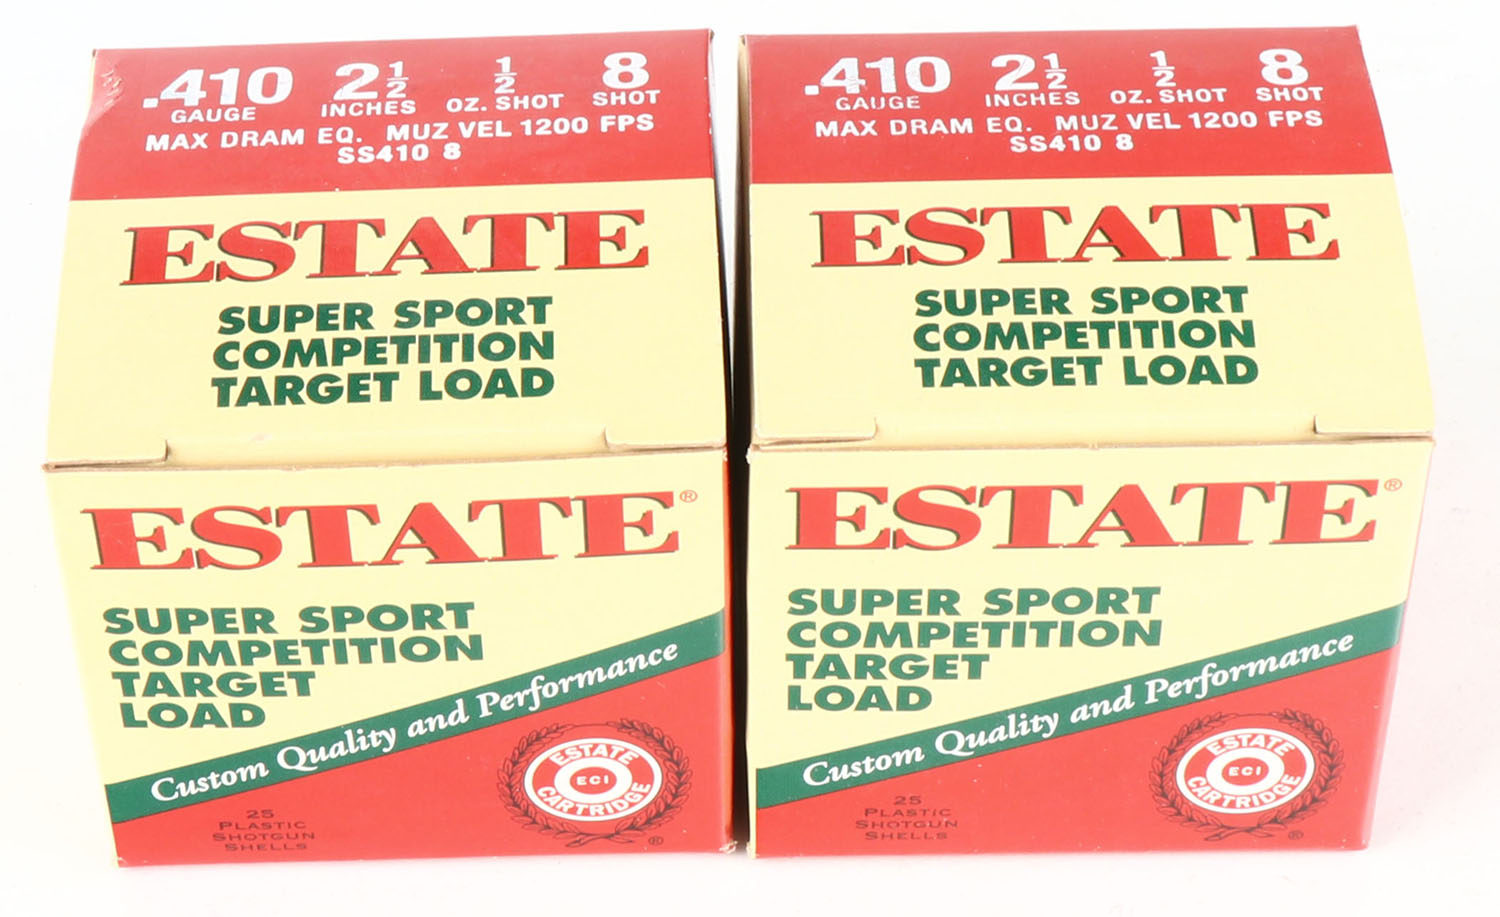 .410 2 1/2 1/2 8
GAUGE INCHES OZ. SHOT SHOT
MAX DRAM EQ. MUZ VEL 1200 FPS
SS410 8
ESTATE
SUPER SPORT
COMPETITION
TARGET LOAD
ESTATE®
SUPER SPORT
COMPETITION
TARGET
LOAD
Custom Quality and Performance
25
PLASTIC
SHOTGUN
SHELLS
ESTATE
ECI
CARTRIDGE
®
.410 2 1/2 1/2 8
GAUGE INCHES OZ. SHOT SHOT
MAX DRAM EQ. MUZ VEL 1200 FPS
SS410 8
ESTATE
SUPER SPORT
COMPETITION
TARGET LOAD
ESTATE®
SUPER SPORT
COMPETITION
TARGET
LOAD
Custom Quality and Performance
25
PLASTIC
SHOTGUN
SHELLS
ESTATE
ECI
CARTRIDGE
®